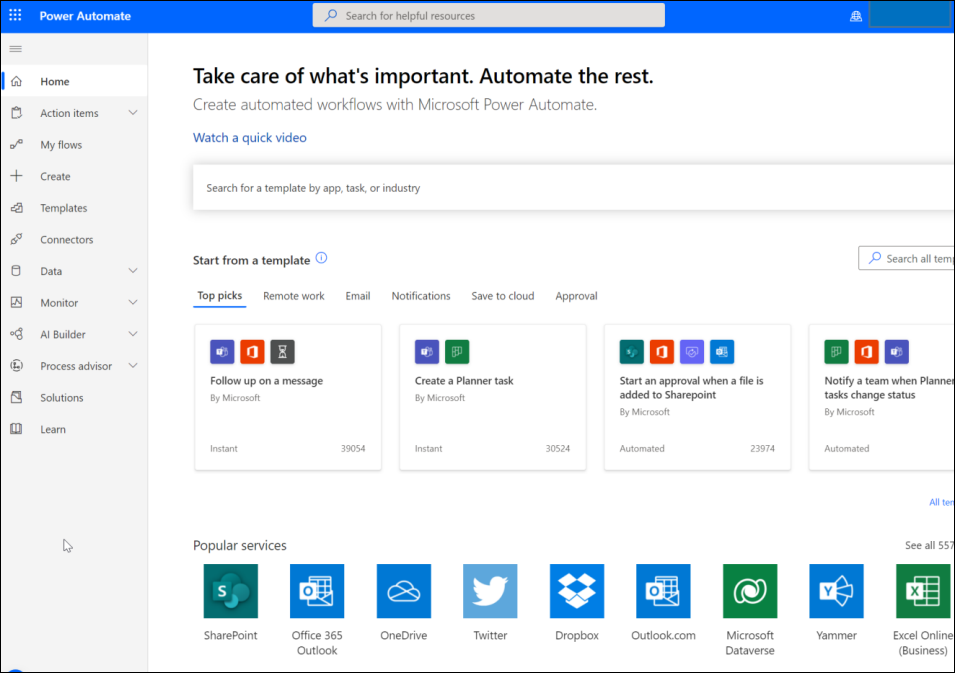 Power Automate
Search for helpful resources
Home
Action items
My flows
Create
Templates
Connectors
Data
Monitor
AI Builder
Process advisor
Solutions
Learn
Take care of what's important. Automate the rest.
Create automated workflows with Microsoft Power Automate.
Watch a quick video
Search for a template by app, task, or industry
Start from a template
Search all temp
Top picks Remote work Email Notifications Save to cloud Approval
Follow up on a message
By Microsoft
Instant 39054
Create a Planner task
By Microsoft
Instant 30524
Start an approval when a file is
added to Sharepoint
By Microsoft
Automated 23974
Notify a team when Planner
tasks change status
By Microsoft
Automated
All ten
Popular services
See all 557
SharePoint
Office 365
Outlook
OneDrive
Twitter
Dropbox
Outlook.com
Microsoft
Dataverse
Yammer
Excel Online
(Business)